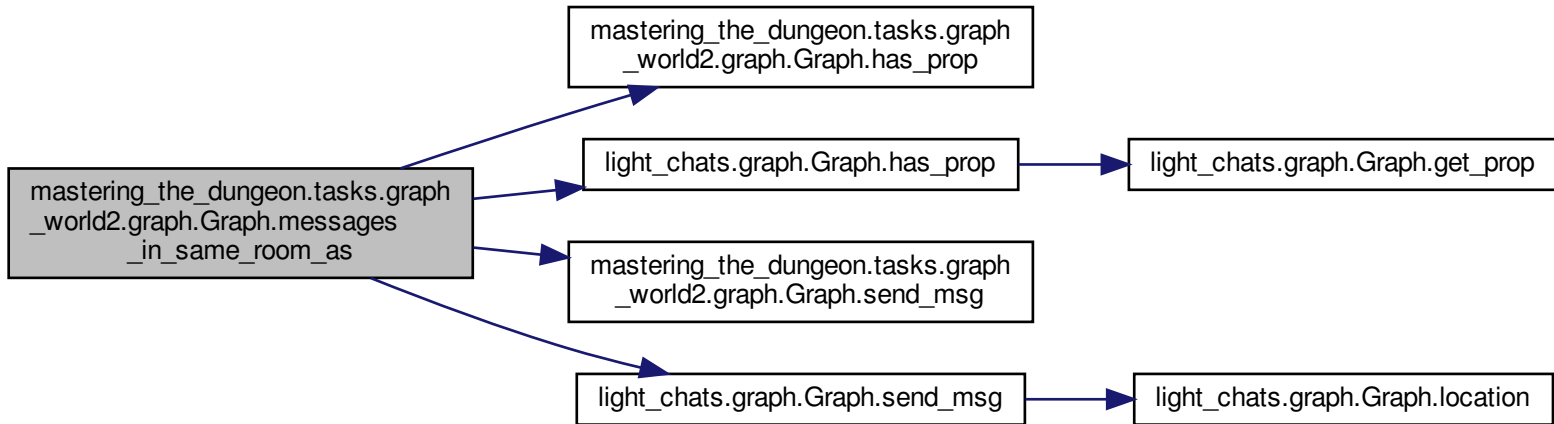 mastering_the_dungeon.tasks.graph
_world2.graph.Graph.messages
_in_same_room_as
mastering_the_dungeon.tasks.graph
_world2.graph.Graph.has_prop
light_chats.graph.Graph.has_prop
light_chats.graph.Graph.get_prop
mastering_the_dungeon.tasks.graph
_world2.graph.Graph.send_msg
light_chats.graph.Graph.send_msg
light_chats.graph.Graph.location